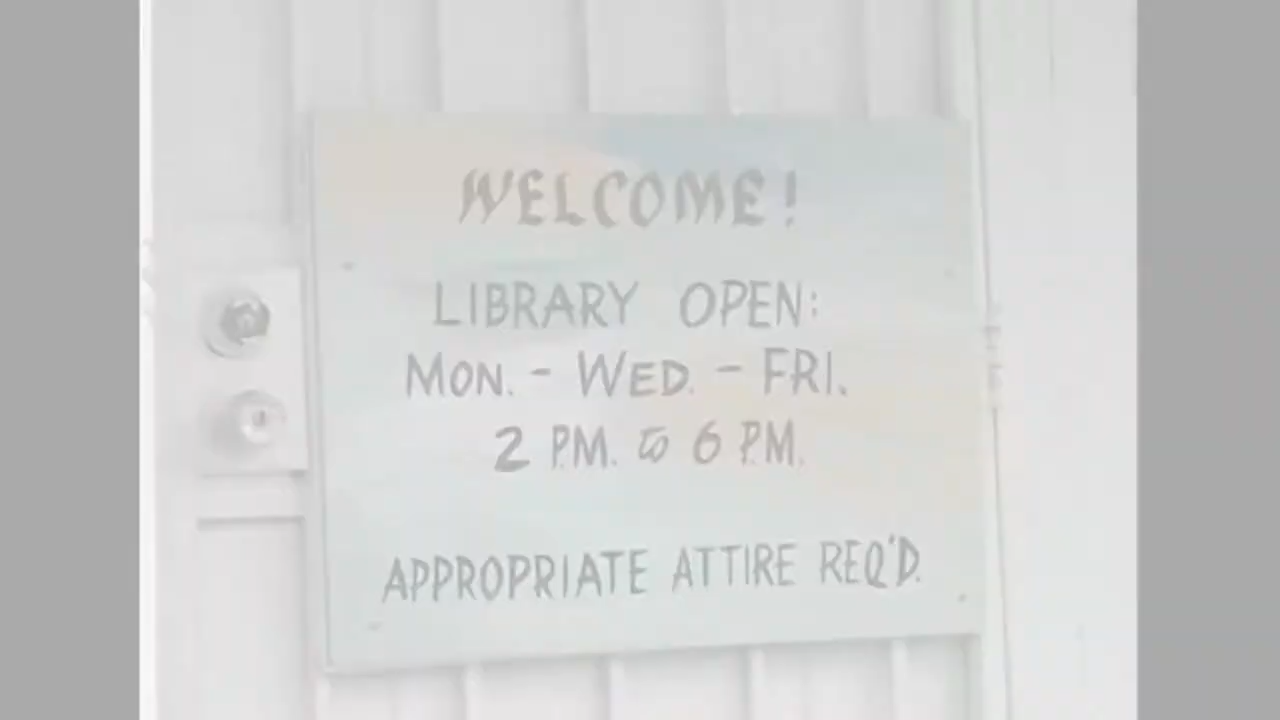 WELCOME!
LIBRARY OPEN:
MON. - WED. - FRI.
2 P.M. to 6 P.M.
APPROPRIATE ATTIRE REQ'D.